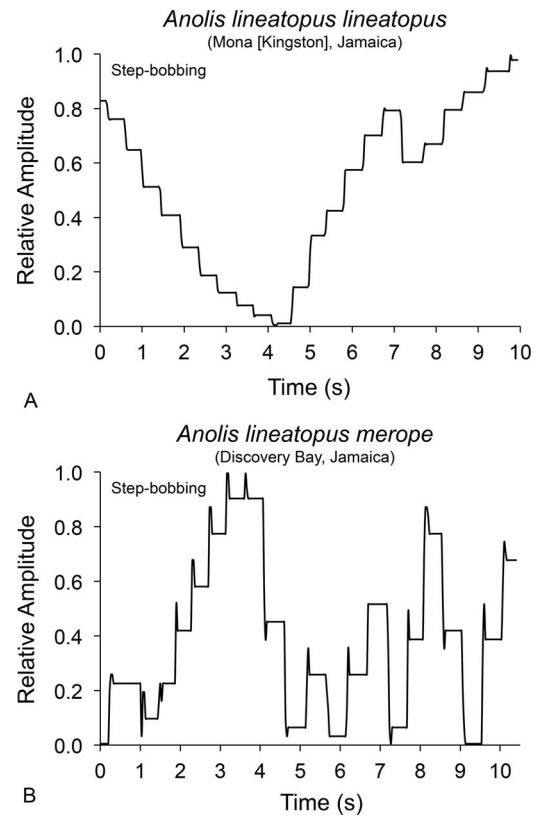 Anolis lineatopus lineatopus
(Mona [Kingston], Jamaica)
Step-bobbing
Relative Amplitude
1.0
0.8
0.6
0.4
0.2
0.0
0 1 2 3 4 5 6 7 8 9 10
Time (s)
A
Anolis lineatopus merope
(Discovery Bay, Jamaica)
Step-bobbing
Relative Amplitude
1.0
0.8
0.6
0.4
0.2
0.0
0 1 2 3 4 5 6 7 8 9 10
Time (s)
B